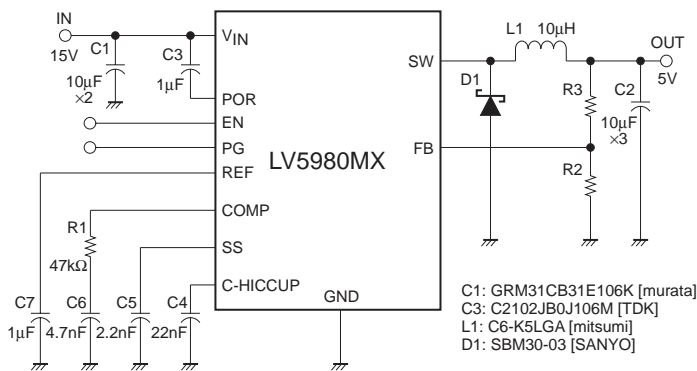 IN
15V
C1
10µF
×2
C3
1µF
VIN
POR
EN
PG
REF
COMP
SS
C-HICCUP
LV5980MX
GND
SW
FB
L1 10µH
D1
R3
C2
10µF
×3
OUT
5V
R2
R1
47kΩ
C7
1µF
C6
4.7nF
C5
2.2nF
C4
22nF
C1: GRM31CB31E106K [murata]
C3: C2102JB0J106M [TDK]
L1: C6-K5LGA [mitsumi]
D1: SBM30-03 [SANYO]